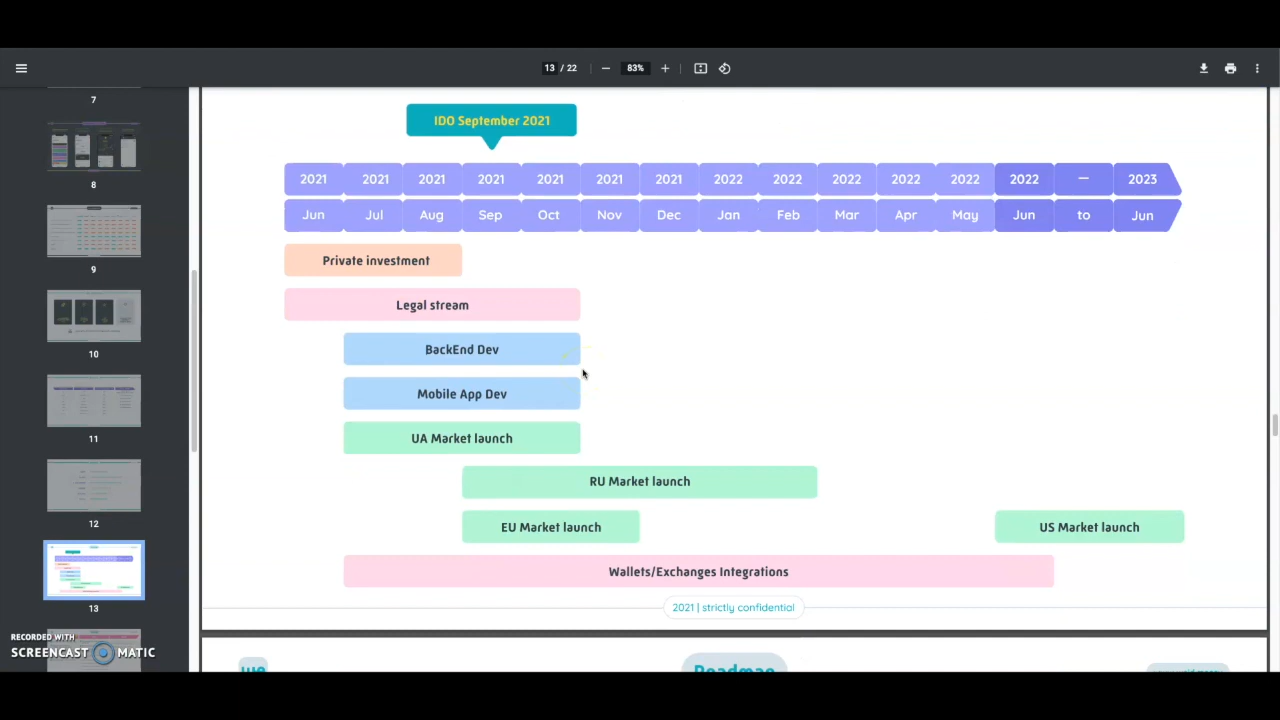 13 / 22
83%
7
8
9
10
11
12
13
IDO September 2021
2021 2021 2021 2021 2021 2021 2021 2022 2022 2022 2022 2022 2022 — 2023
Jun Jul Aug Sep Oct Nov Dec Jan Feb Mar Apr May Jun to Jun
Private investment
Legal stream
BackEnd Dev
Mobile App Dev
UA Market launch
RU Market launch
EU Market launch US Market launch
Wallets/Exchanges Integrations
2021 | strictly confidential
Roadmap
RECORDED WITH
SCREENCAST MATIC